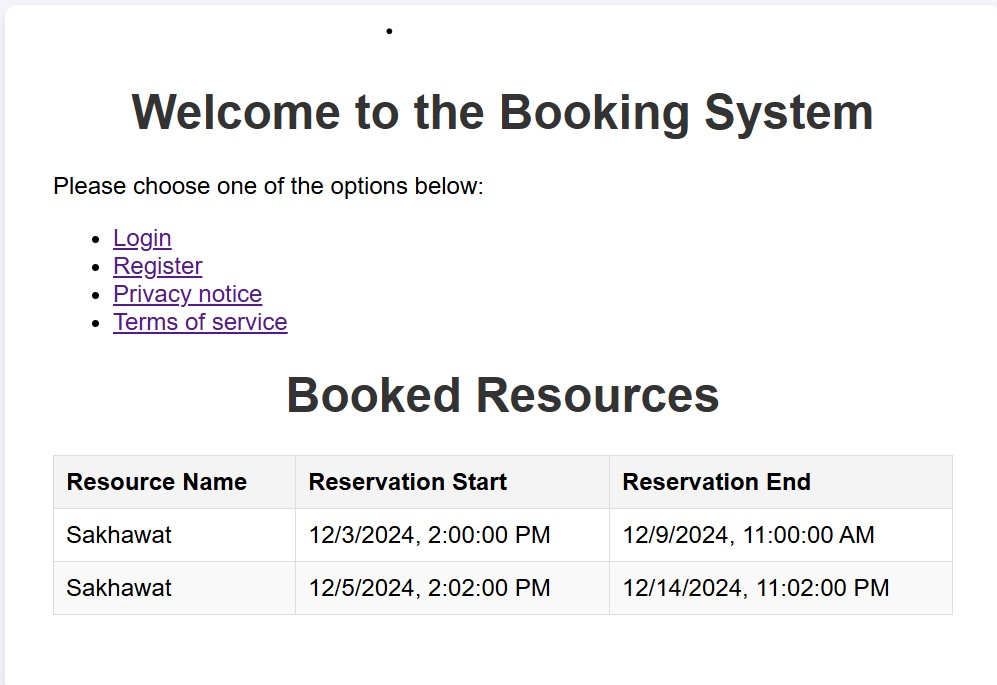 Welcome to the Booking System
Please choose one of the options below:
Login
Register
Privacy notice
Terms of service
Booked Resources
Resource Name Reservation Start Reservation End
Sakhawat 12/3/2024, 2:00:00 PM 12/9/2024, 11:00:00 AM
Sakhawat 12/5/2024, 2:02:00 PM 12/14/2024, 11:02:00 PM